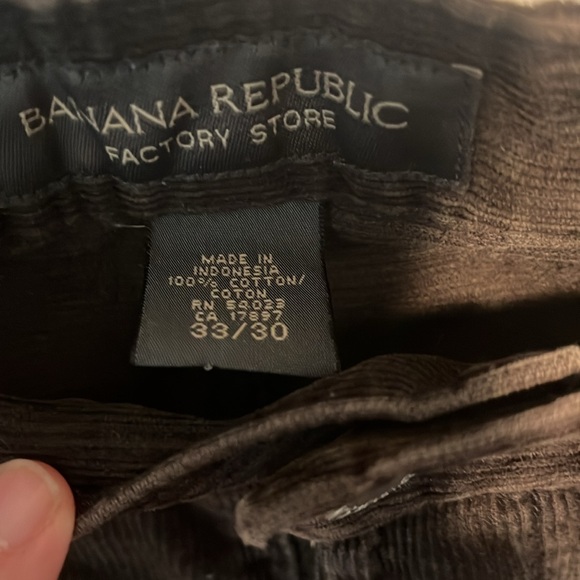 BANANA REPUBLIC
FACTORY STORE
MADE IN
INDONESIA
100% COTTON/
COTON
RN 54023
CA 17897
33/30